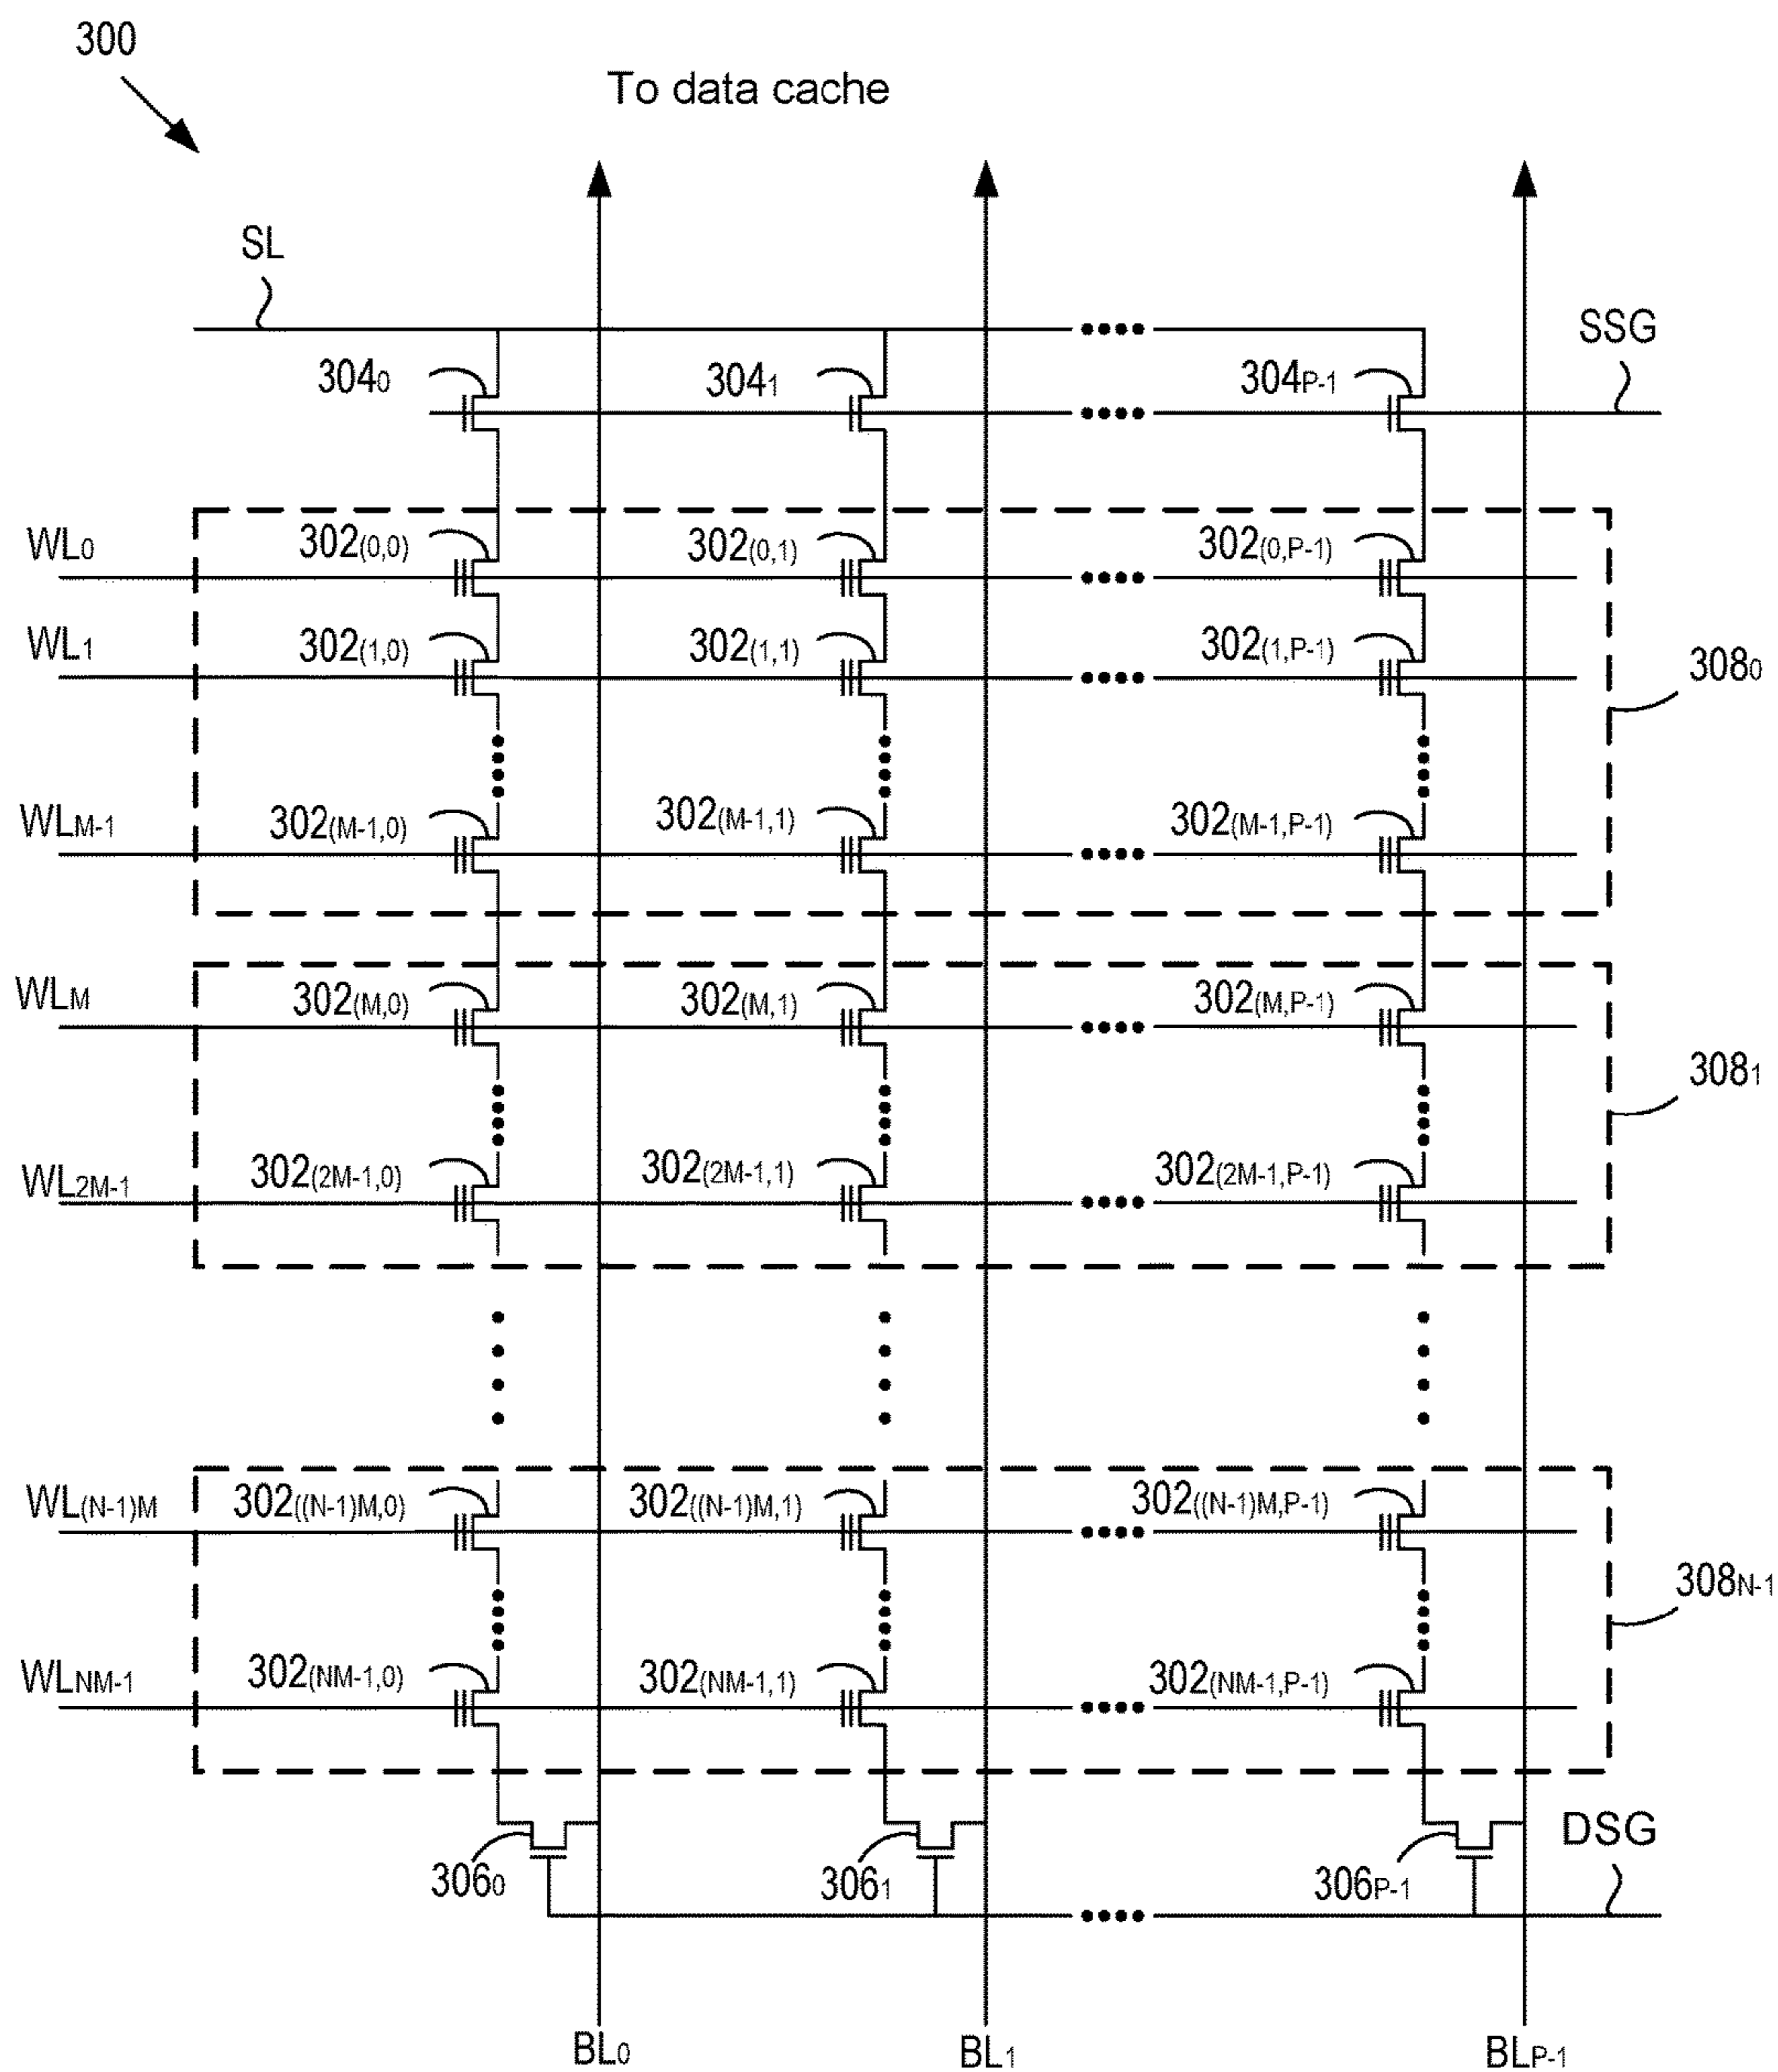 300
To data cache
SL
SSG
304₀ 304₁ 304P-1
WL₀ 302(0,0) 302(0,1) 302(0,P-1)
WL₁ 302(1,0) 302(1,1) 302(1,P-1)
308₀
WLM-1 302(M-1,0) 302(M-1,1) 302(M-1,P-1)
WLM 302(M,0) 302(M,1) 302(M,P-1)
308₁
WL2M-1 302(2M-1,0) 302(2M-1,1) 302(2M-1,P-1)
WL(N-1)M 302((N-1)M,0) 302((N-1)M,1) 302((N-1)M,P-1)
308N-1
WLNM-1 302(NM-1,0) 302(NM-1,1) 302(NM-1,P-1)
DSG
306₀ 306₁ 306P-1
BL₀ BL₁ BLP-1